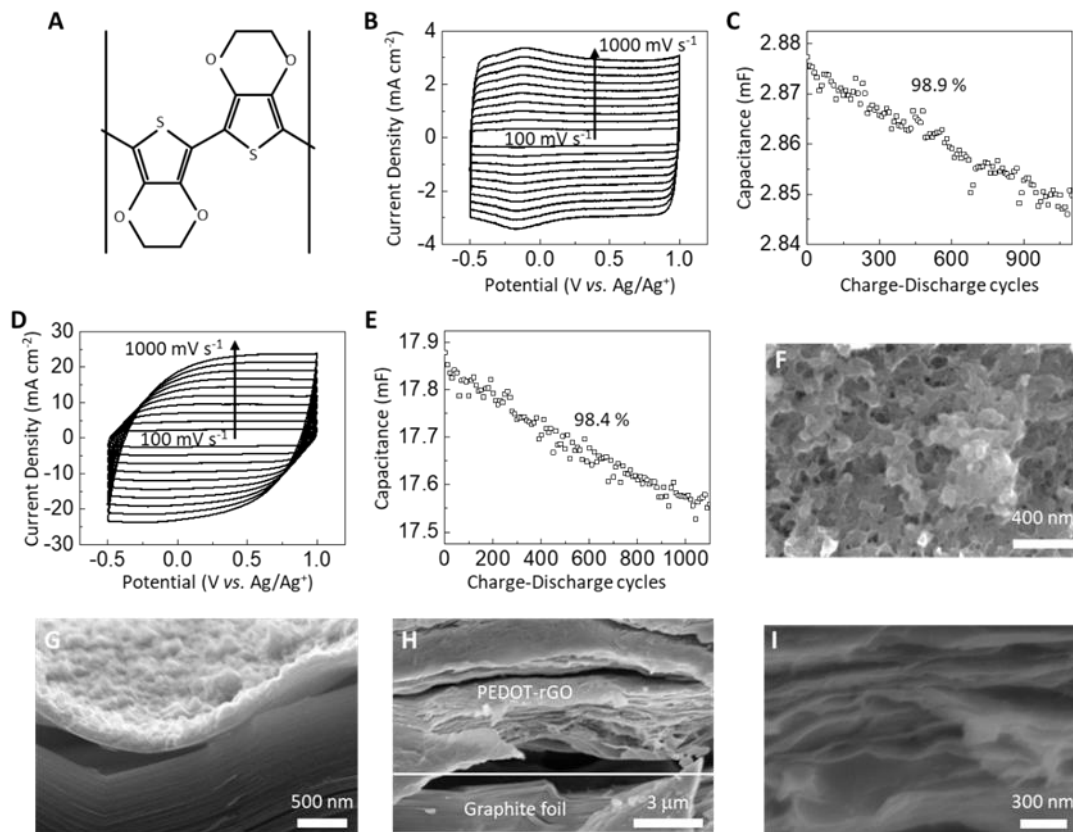 A
O
O
S
S
O
O
B
1000 mV s⁻¹
100 mV s⁻¹
Current Density (mA cm⁻²)
4
2
0
-2
-4
-0.5
0.0
0.5
1.0
Potential (V vs. Ag/Ag⁺)
C
98.9 %
Capacitance (mF)
2.88
2.87
2.86
2.85
2.84
0
300
600
900
Charge-Discharge cycles
D
1000 mV s⁻¹
100 mV s⁻¹
Current Density (mA cm⁻²)
30
20
10
0
-10
-20
-30
-0.5
0.0
0.5
1.0
Potential (V vs. Ag/Ag⁺)
E
98.4 %
Capacitance (mF)
17.9
17.8
17.7
17.6
17.5
0
200
400
600
800
1000
Charge-Discharge cycles
F
400 nm
G
500 nm
H
PEDOT-rGO
Graphite foil
3 μm
I
300 nm